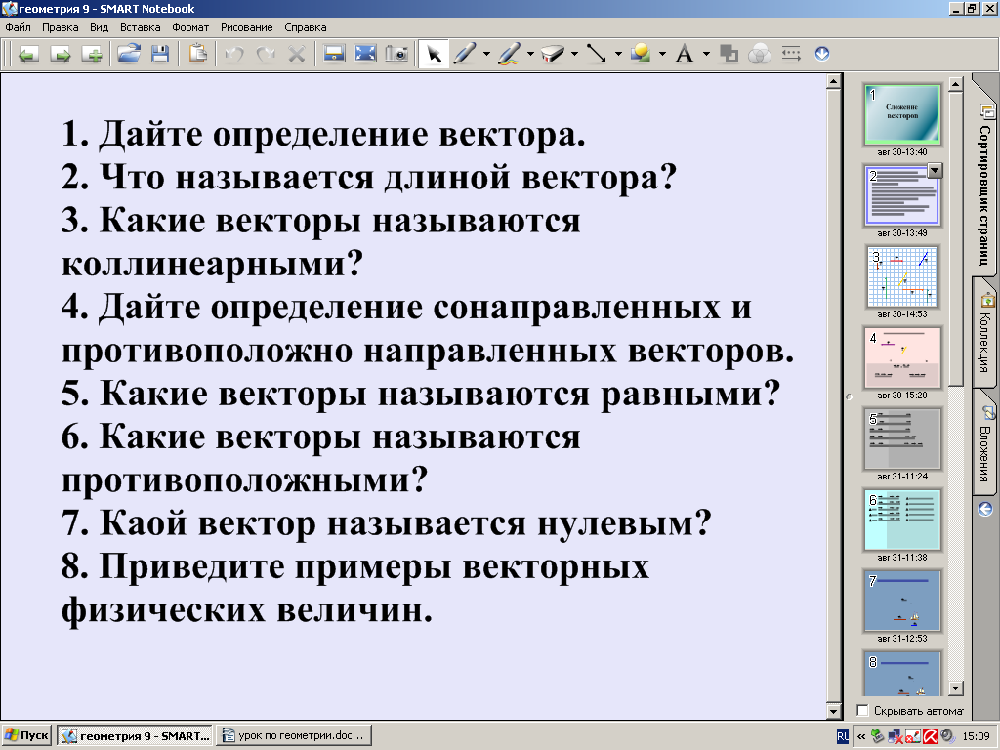 геометрия 9 - SMART Notebook
Файл Правка Вид Вставка Формат Рисование Справка
1. Дайте определение вектора.
2. Что называется длиной вектора?
3. Какие векторы называются
коллинеарными?
4. Дайте определение сонаправленных и
противоположно направленных векторов.
5. Какие векторы называются равными?
6. Какие векторы называются
противоположными?
7. Каой вектор называется нулевым?
8. Приведите примеры векторных
физических величин.
1
Сложение
векторов
авг 30-13:40
2
авг 30-13:49
3
авг 30-14:53
4
авг 30-15:20
5
авг 31-11:24
6
авг 31-11:38
7
авг 31-12:53
8
Скрывать автомат
Сортировщик страниц
Коллекция
Вложения
Пуск
геометрия 9 - SMART...
урок по геометрии.doc...
RL
15:09